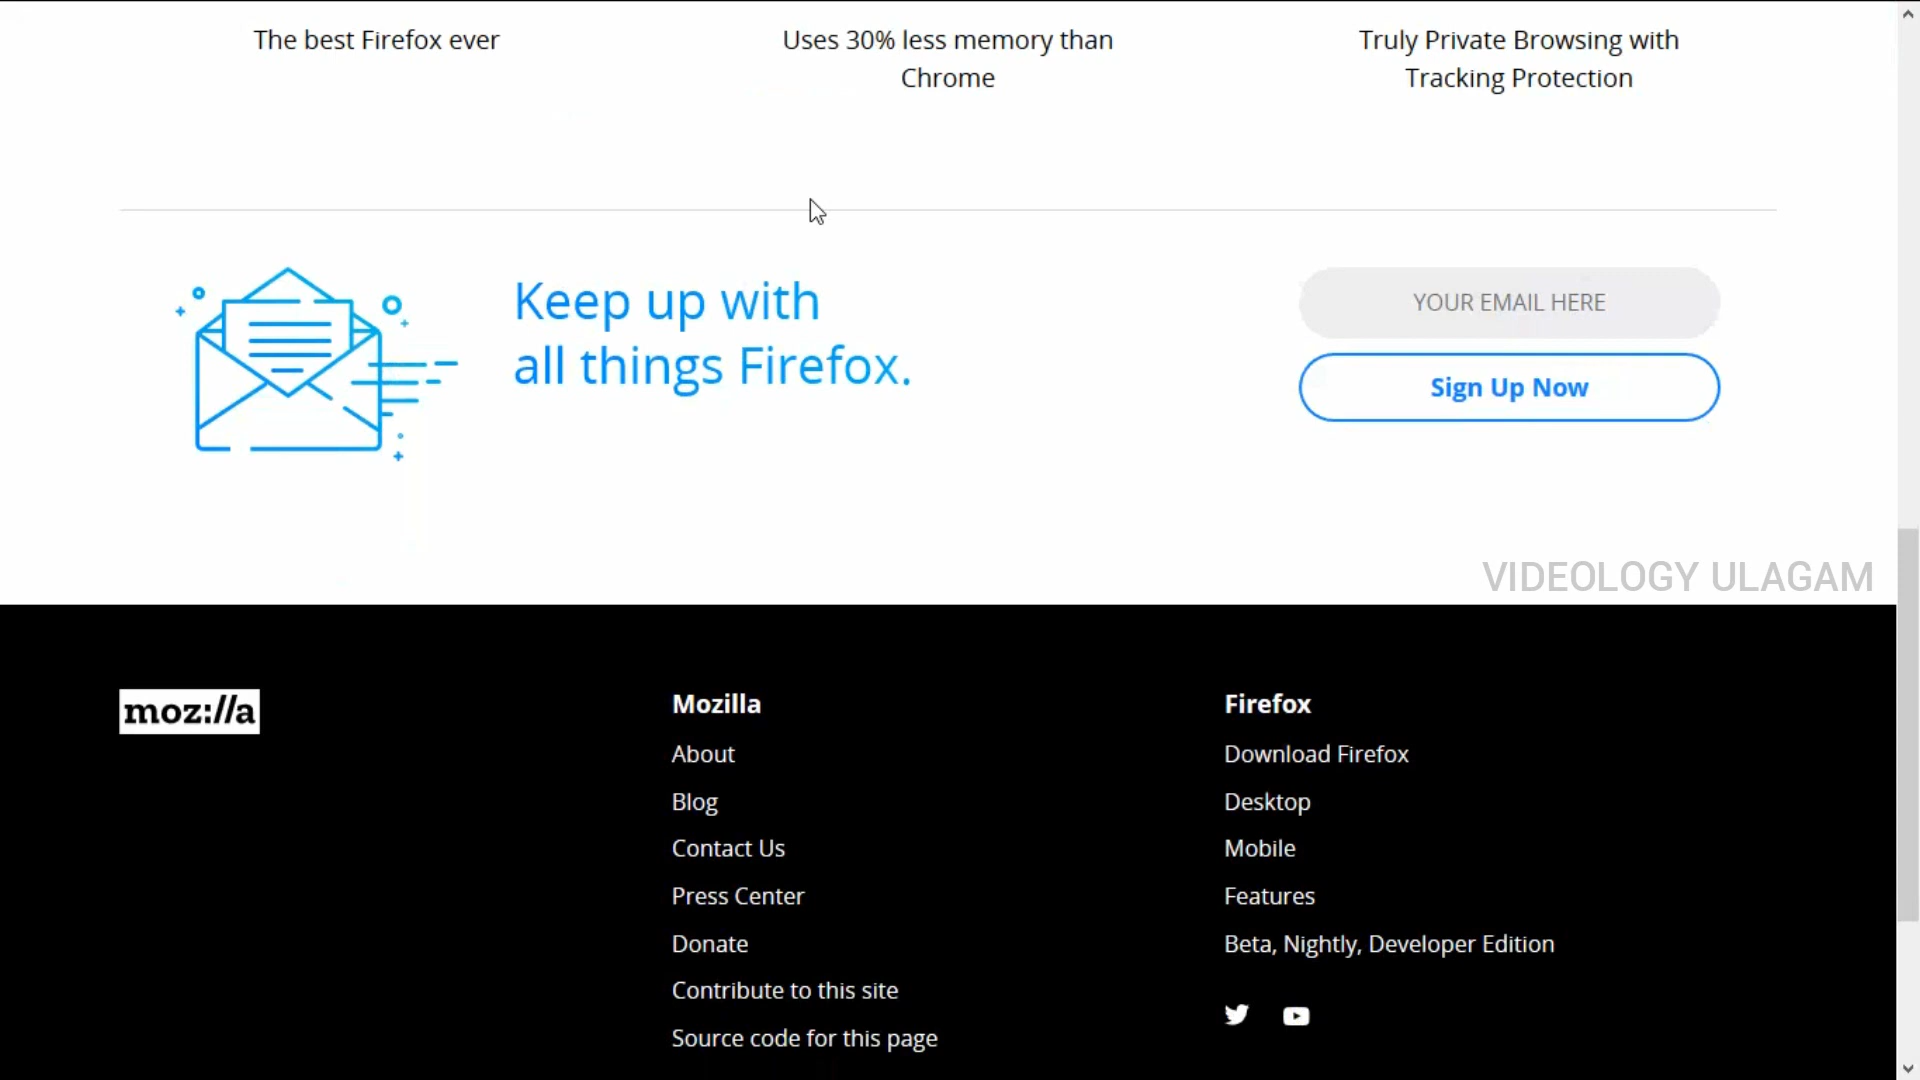 The best Firefox ever
Uses 30% less memory than
Chrome
Truly Private Browsing with
Tracking Protection
Keep up with
all things Firefox.
YOUR EMAIL HERE
Sign Up Now
VIDEOLOGY ULAGAM
moz://a
Mozilla
About
Blog
Contact Us
Press Center
Donate
Contribute to this site
Source code for this page
Firefox
Download Firefox
Desktop
Mobile
Features
Beta, Nightly, Developer Edition